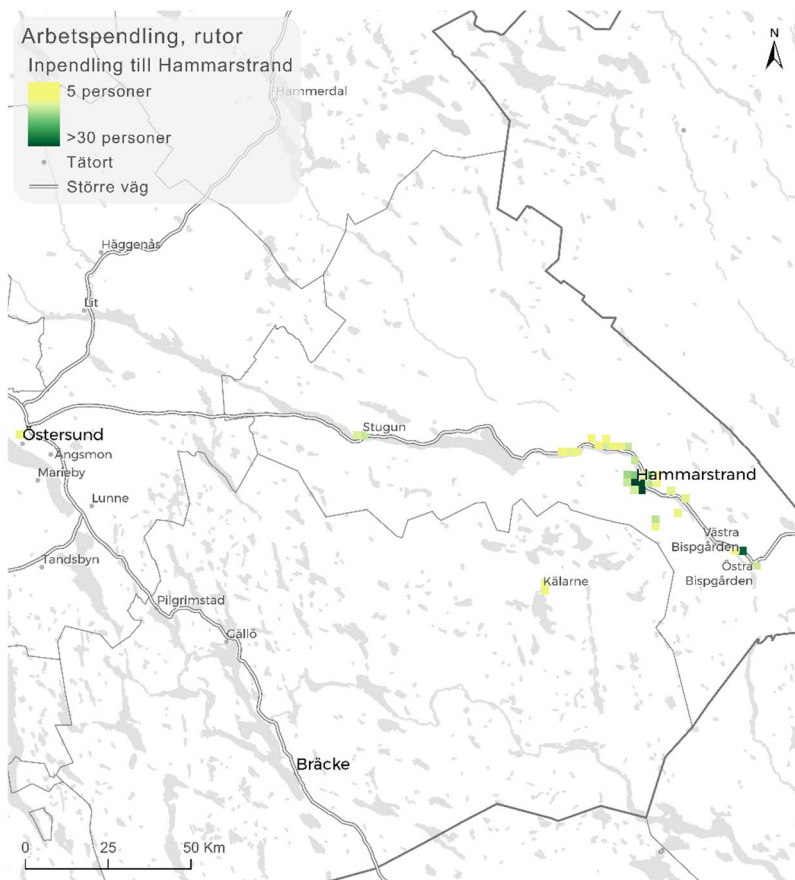 Arbetspendling, rutor
Inpendling till Hammarstrand
5 personer
>30 personer
Tätort
Större väg
N
Hammerdal
Häggenås
Lit
Stugun
Östersund
Ängsmon
Marieby
Hammarstrand
Lunne
Västra
Bispgården
Östra
Bispgården
Tandsbyn
Kälarne
Pilgrimstad
Gällö
Bräcke
0 25 50 Km